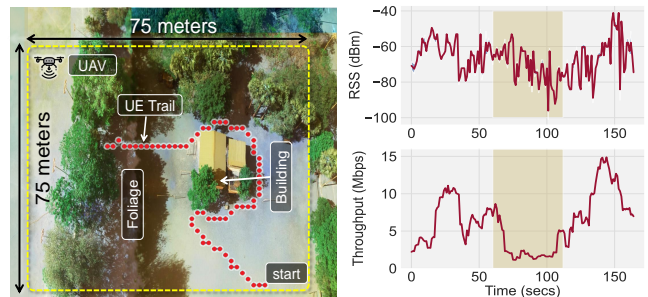 75 meters
UAV
UE Trail
75 meters
Foliage
Building
start
RSS (dBm)
−40
−60
−80
−100
0
50
100
150
Throughput (Mbps)
15
10
5
0
0
50
100
150
Time (secs)